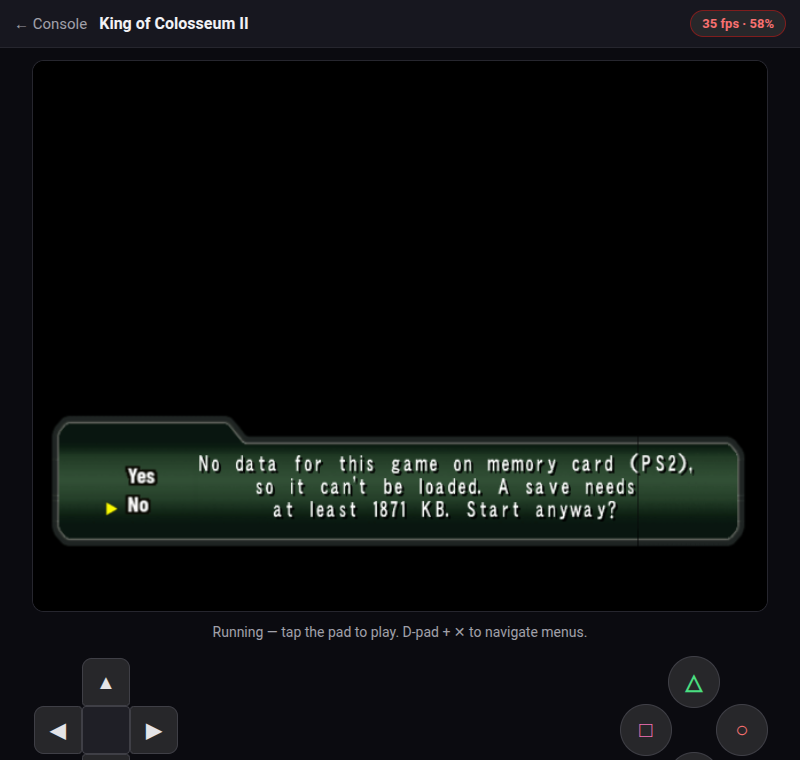 ← Console King of Colosseum II 35 fps · 58%
No data for this game on memory card (PS2),
so it can't be loaded. A save needs
at least 1871 KB. Start anyway?
Yes
No
Running — tap the pad to play. D-pad + ✕ to navigate menus.